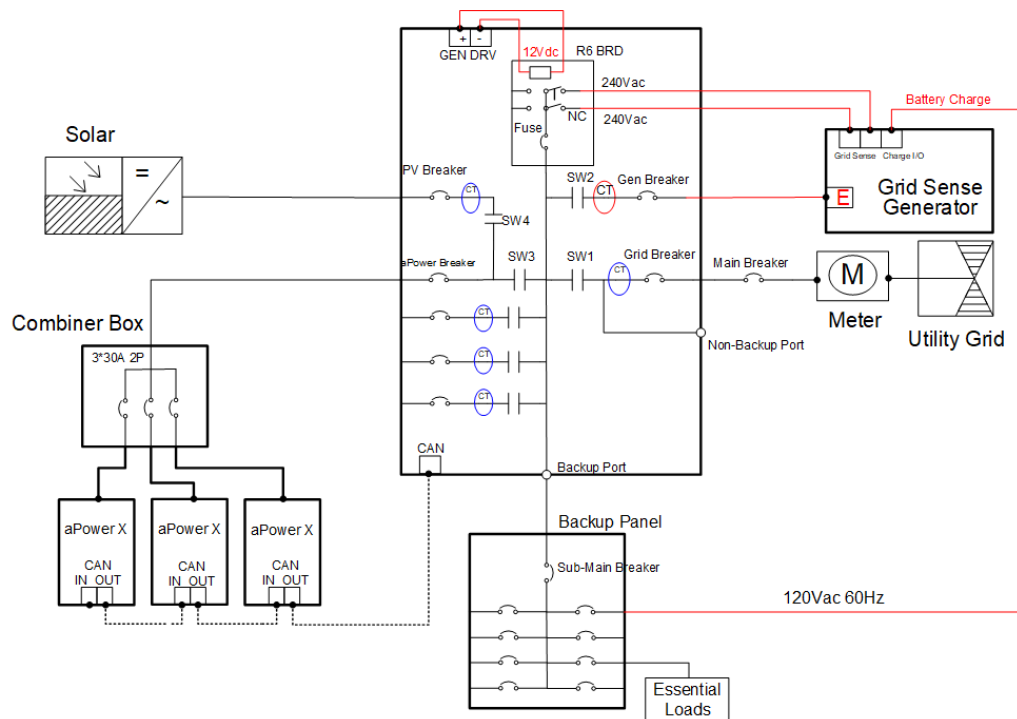 + -
GEN DRV
12Vdc
R6 BRD
240Vac
240Vac
NC
Fuse
Battery Charge
Grid Sense
Charge I/O
E
Grid Sense
Generator
Solar
=
~
PV Breaker
CT
SW4
SW2
CT
Gen Breaker
aPower Breaker
SW3
SW1
CT
Grid Breaker
Main Breaker
M
Meter
Utility Grid
Non-Backup Port
CT
CT
CT
Combiner Box
3*30A 2P
CAN
Backup Port
aPower X
CAN
IN OUT
aPower X
CAN
IN OUT
aPower X
CAN
IN OUT
Backup Panel
Sub-Main Breaker
120Vac 60Hz
Essential
Loads